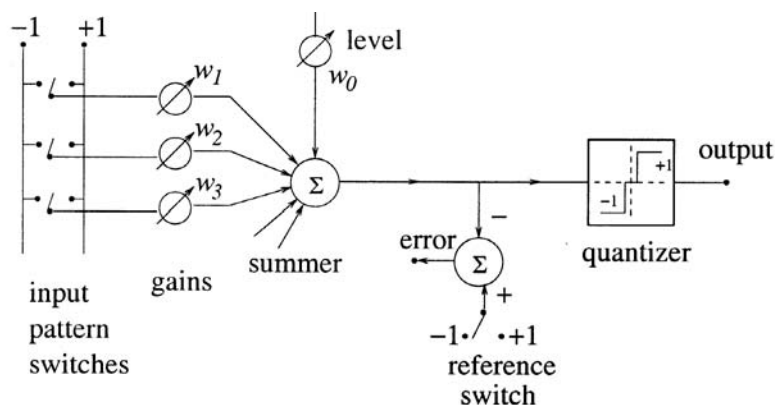 −1 +1
level
w1
w0
w2
w3
Σ
summer
gains
input
pattern
switches
−
error
Σ
+
−1 +1
reference
switch
+1
−1
quantizer
output